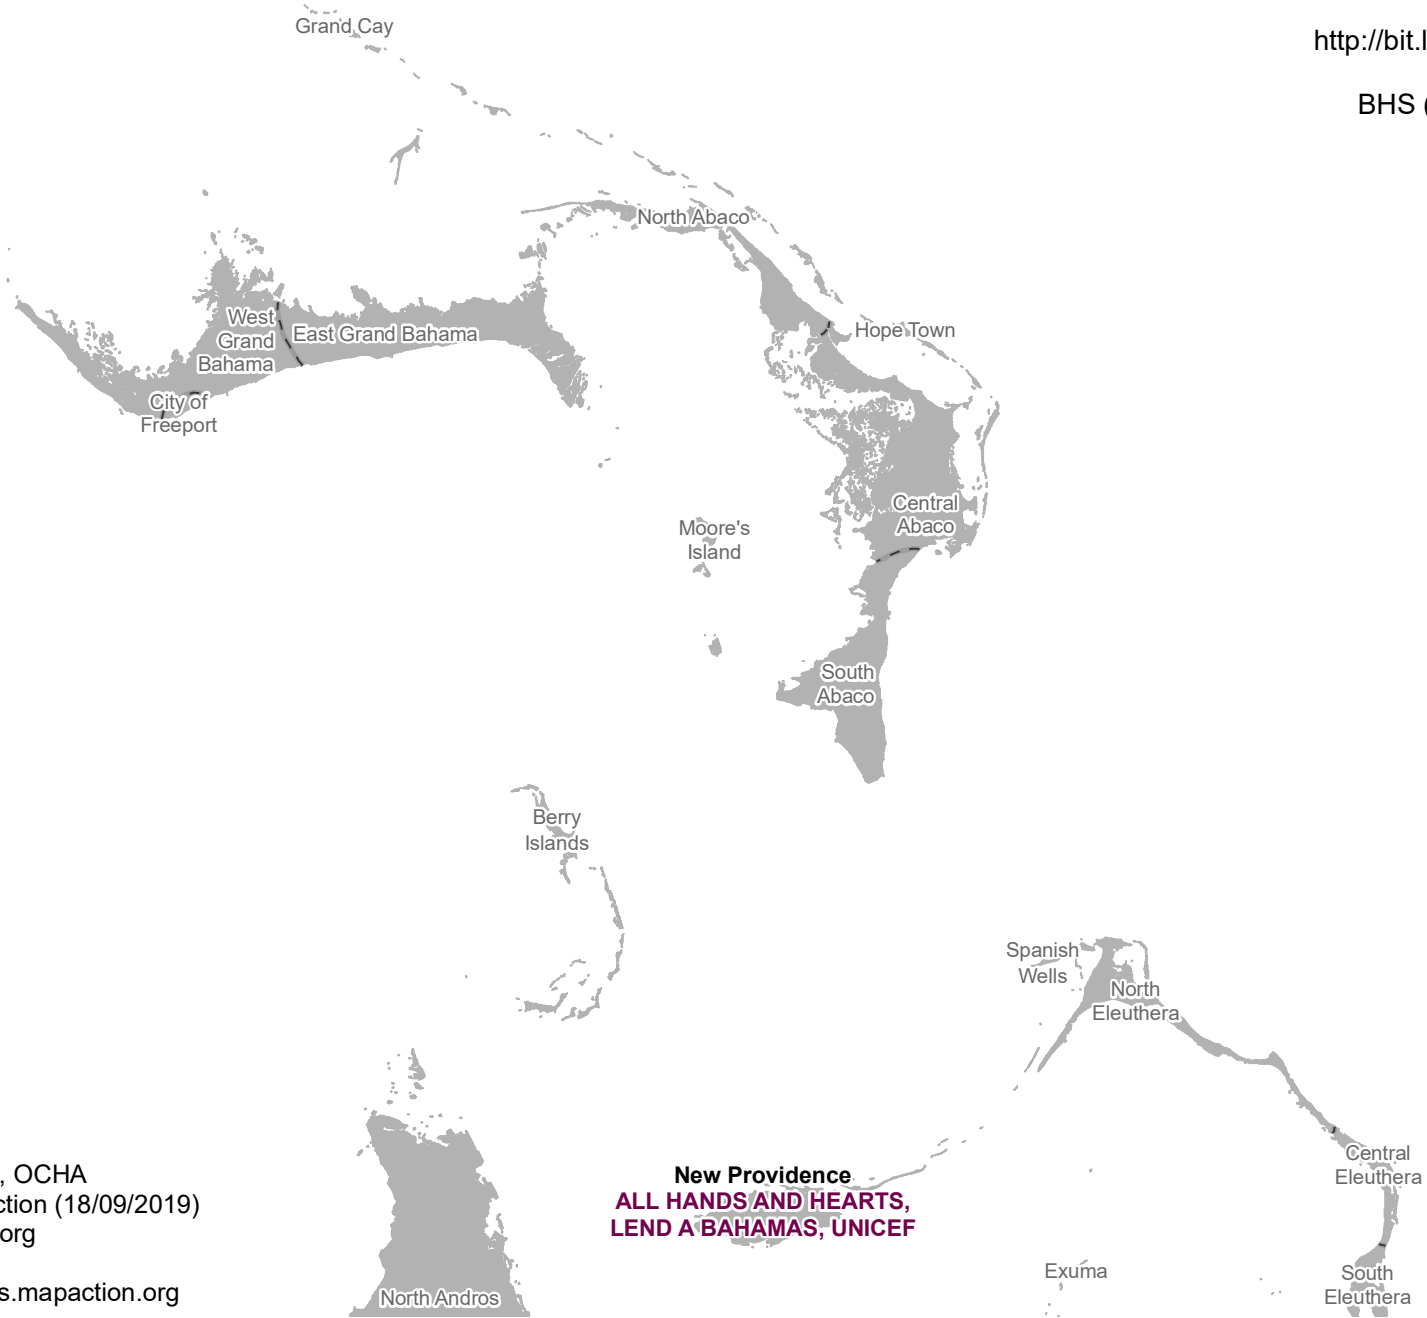 Grand Cay
http://bit.l
BHS (
North Abaco
West
Grand
Bahama
East Grand Bahama
Hope Town
City of
Freeport
Central
Abaco
Moore's
Island
South
Abaco
Berry
Islands
Spanish
Wells
North
Eleuthera
Central
Eleuthera
, OCHA
ction (18/09/2019)
org
s.mapaction.org
New Providence
ALL HANDS AND HEARTS,
LEND A BAHAMAS, UNICEF
Exuma
South
Eleuthera
North Andros